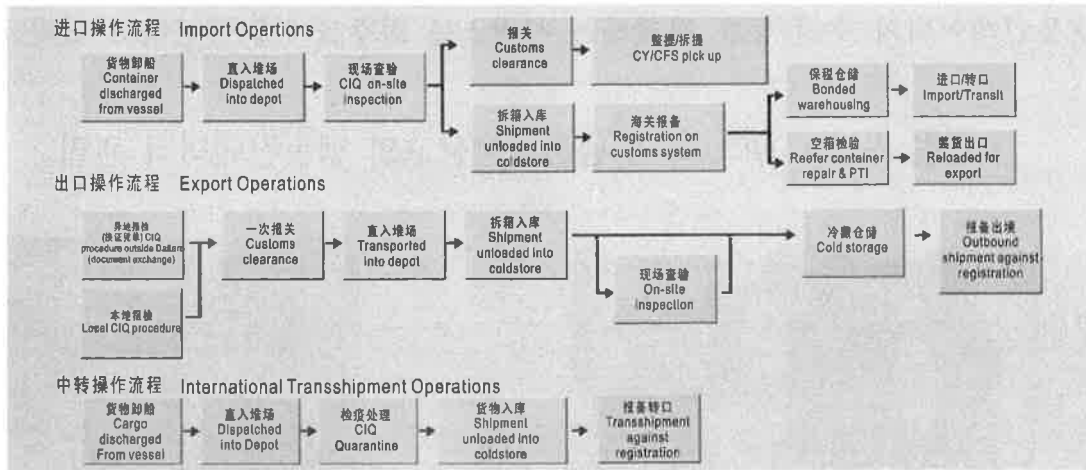 进口操作流程 Import Opertions
货物卸船
Container
discharged
from vessel
直入堆场
Dispatched
into depot
现场查验
CIQ on-site
inspection
报关
Customs
clearance
整提/拆提
CY/CFS pick up
拆箱入库
Shipment
unloaded into
coldstore
海关报备
Registration on
customs system
保税仓储
Bonded
warehousing
进口/转口
Import/Transit
空箱检验
Reefer container
repair & PTI
装货出口
Reloaded for
export
出口操作流程 Export Operations
异地报检
(换证凭单) CIQ
procedure outside Dalian
(document exchange)
本地报检
Local CIQ procedure
一次报关
Customs
clearance
直入堆场
Transported
into depot
拆箱入库
Shipment
unloaded into
coldstore
现场查验
On-site
inspection
冷藏仓储
Cold storage
报备出境
Outbound
shipment against
registration
中转操作流程 International Transshipment Operations
货物卸船
Cargo
discharged
From vessel
直入堆场
Dispatched
into Depot
检疫处理
CIQ
Quarantine
货物入库
Shipment
unloaded into
coldstore
报备转口
Transshipment
against
registration